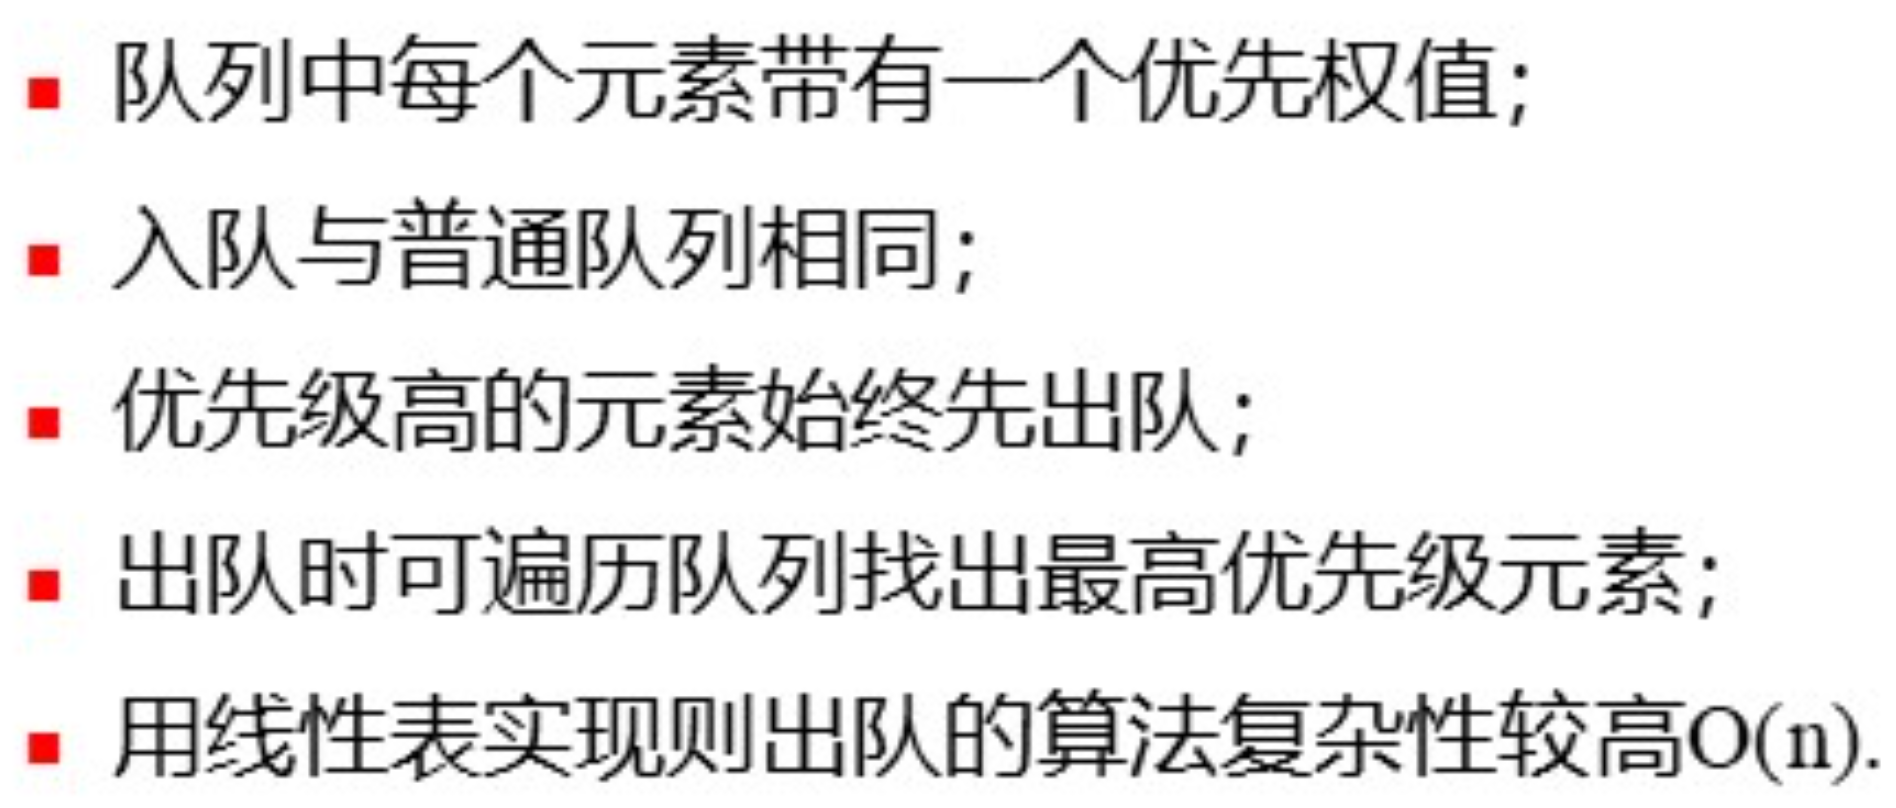 ▪ 队列中每个元素带有一个优先权值；
▪ 入队与普通队列相同；
▪ 优先级高的元素始终先出队；
▪ 出队时可遍历队列找出最高优先级元素；
▪ 用线性表实现则出队的算法复杂性较高O(n).